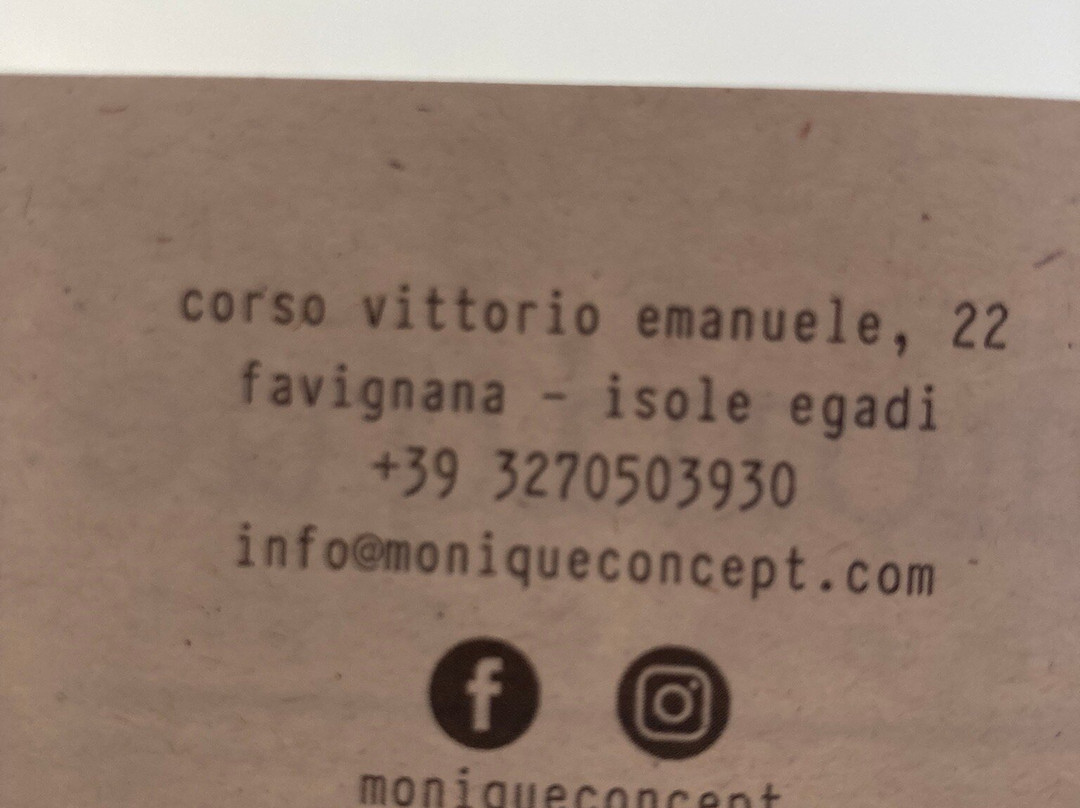 corso vittorio emanuele, 22
favignana - isole egadi
+39 3270503930
info@moniqueconcept.com
moniqueconcept